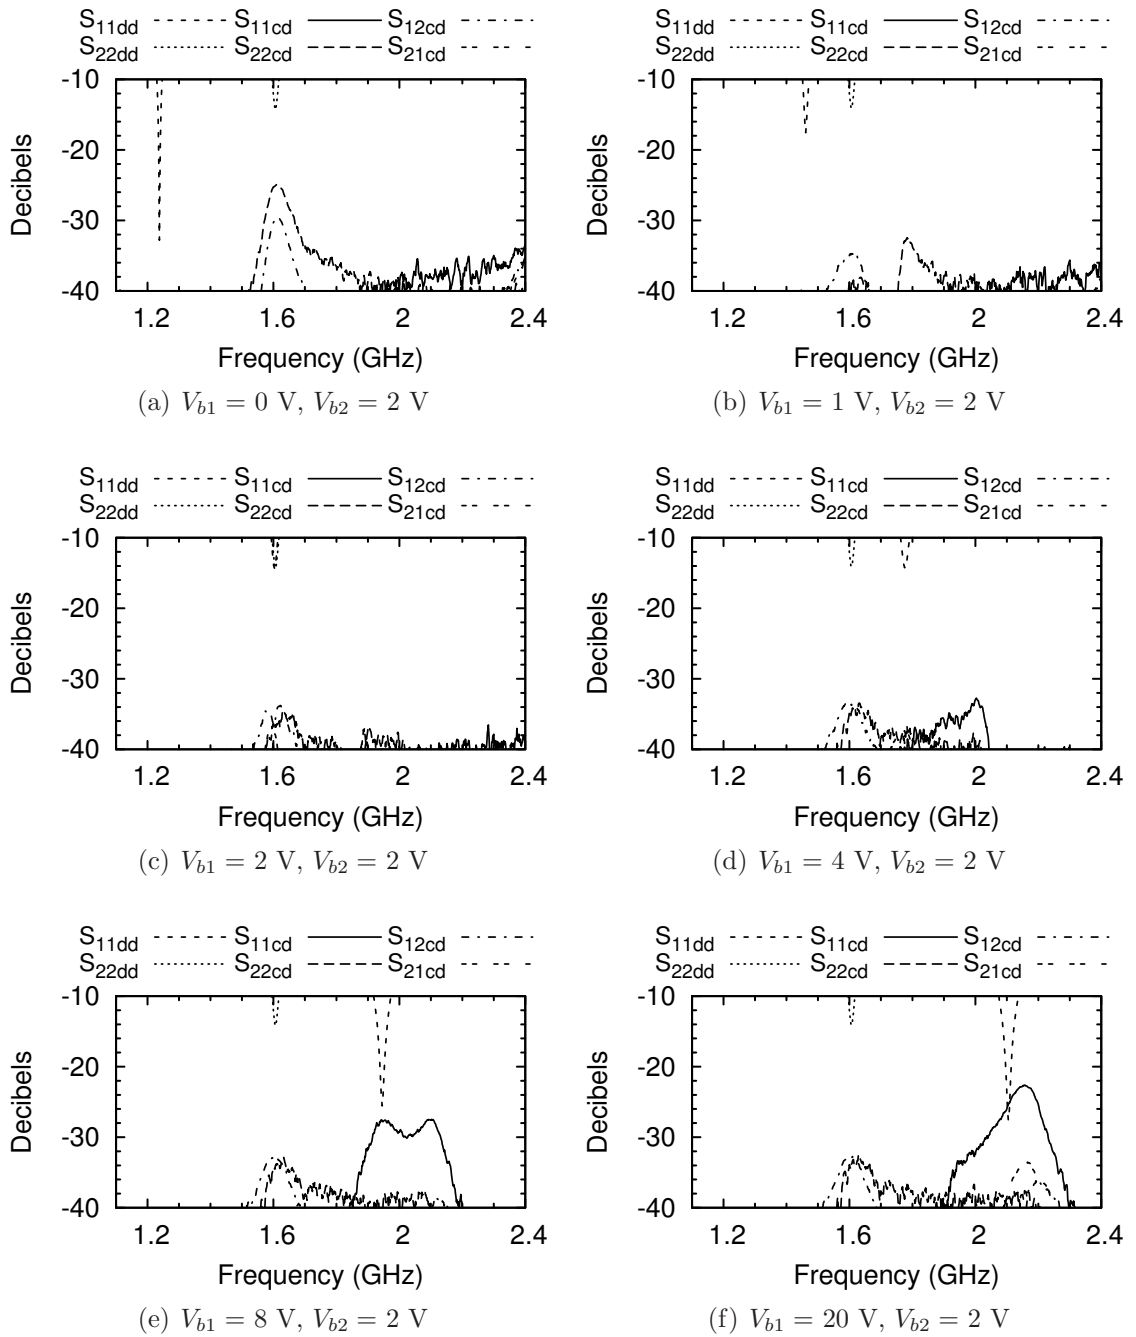 S11dd S11cd S12cd S11dd S11cd S12cd
S22dd S22cd S21cd S22dd S22cd S21cd
-10 -10
-20 -20
-30 -30
-40 -40
Decibels Decibels
1.2 1.6 2 2.4 1.2 1.6 2 2.4
Frequency (GHz) Frequency (GHz)
(a) Vb1 = 0 V, Vb2 = 2 V (b) Vb1 = 1 V, Vb2 = 2 V
S11dd S11cd S12cd S11dd S11cd S12cd
S22dd S22cd S21cd S22dd S22cd S21cd
-10 -10
-20 -20
-30 -30
-40 -40
Decibels Decibels
1.2 1.6 2 2.4 1.2 1.6 2 2.4
Frequency (GHz) Frequency (GHz)
(c) Vb1 = 2 V, Vb2 = 2 V (d) Vb1 = 4 V, Vb2 = 2 V
S11dd S11cd S12cd S11dd S11cd S12cd
S22dd S22cd S21cd S22dd S22cd S21cd
-10 -10
-20 -20
-30 -30
-40 -40
Decibels Decibels
1.2 1.6 2 2.4 1.2 1.6 2 2.4
Frequency (GHz) Frequency (GHz)
(e) Vb1 = 8 V, Vb2 = 2 V (f) Vb1 = 20 V, Vb2 = 2 V